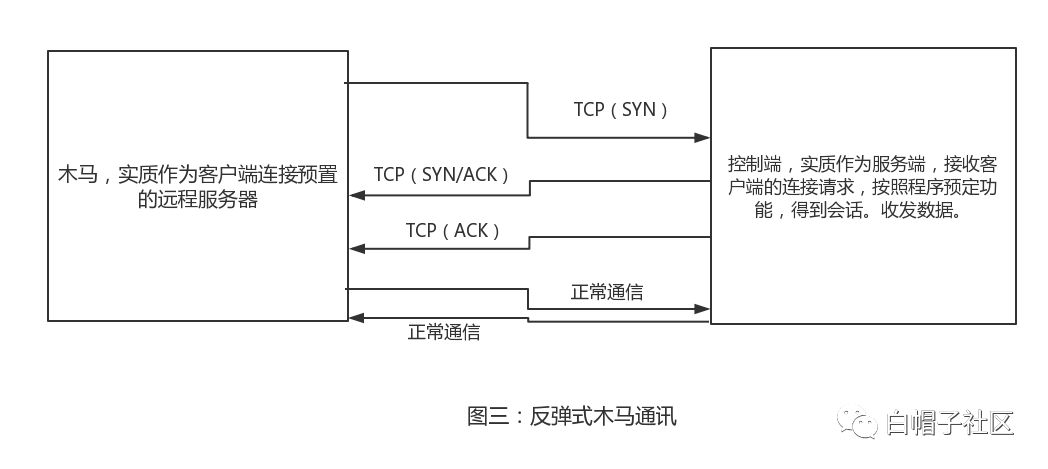 TCP（SYN）
木马，实质作为客户端连接预置
的远程服务器
控制端，实质作为服务端，接收客
户端的连接请求，按照程序预定功
能，得到会话。收发数据。
TCP（SYN/ACK）
TCP（ACK）
正常通信
正常通信
图三：反弹式木马通讯
白帽子社区